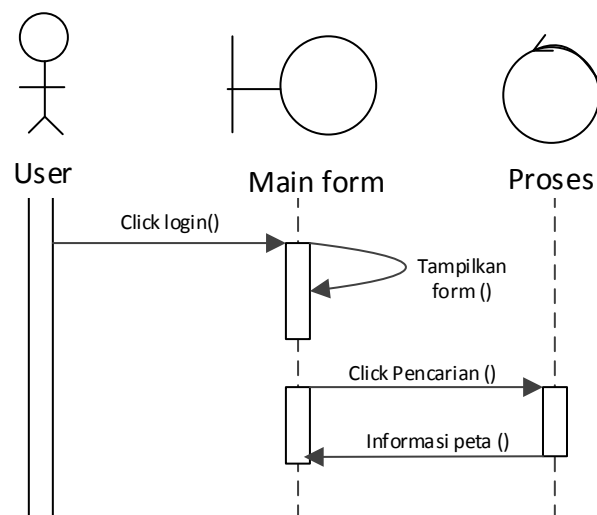 User
Main form
Proses
Click login()
Tampilkan
form ()
Click Pencarian ()
Informasi peta ()